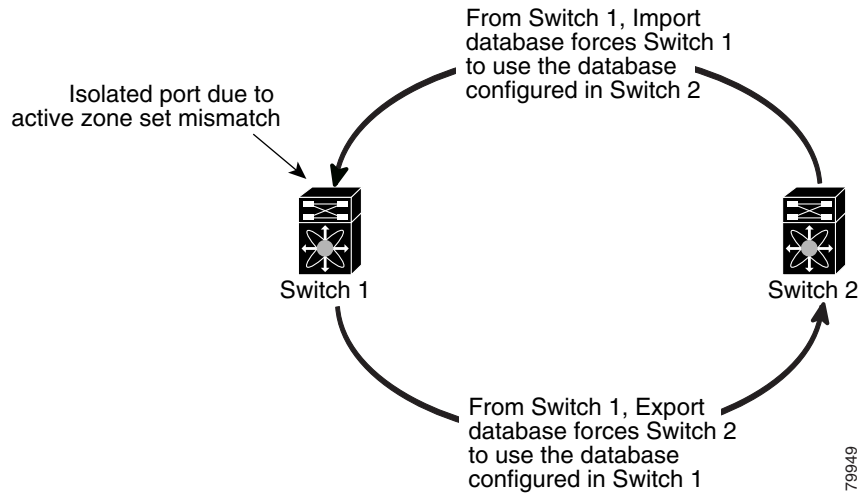 From Switch 1, Import
database forces Switch 1
to use the database
configured in Switch 2
Isolated port due to
active zone set mismatch
Switch 1
Switch 2
From Switch 1, Export
database forces Switch 2
to use the database
configured in Switch 1
79949